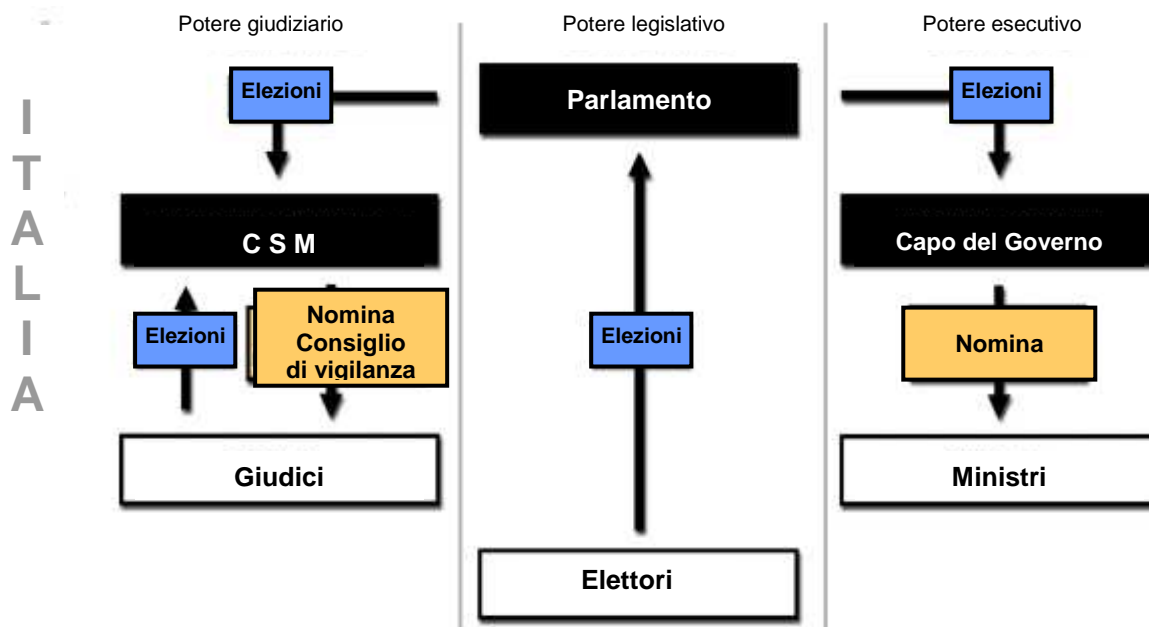 Potere giudiziario
Potere legislativo
Potere esecutivo
ITALIA
Elezioni
Parlamento
Elezioni
C S M
Capo del Governo
Elezioni
Nomina
Consiglio
di vigilanza
Elezioni
Nomina
Giudici
Ministri
Elettori